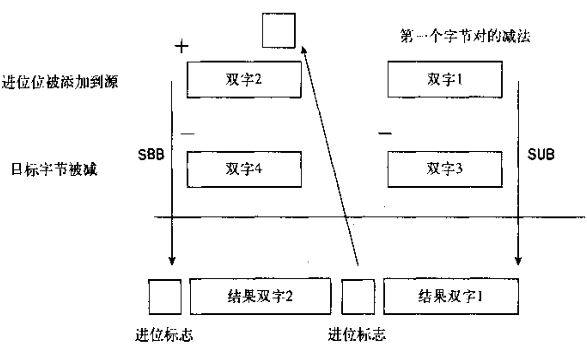 第一个字节对的减法
+
进位位被添加到源 双字2 双字1
— —
SBB SUB
目标字节被减 双字4 双字3
结果双字2 结果双字1
进位标志 进位标志